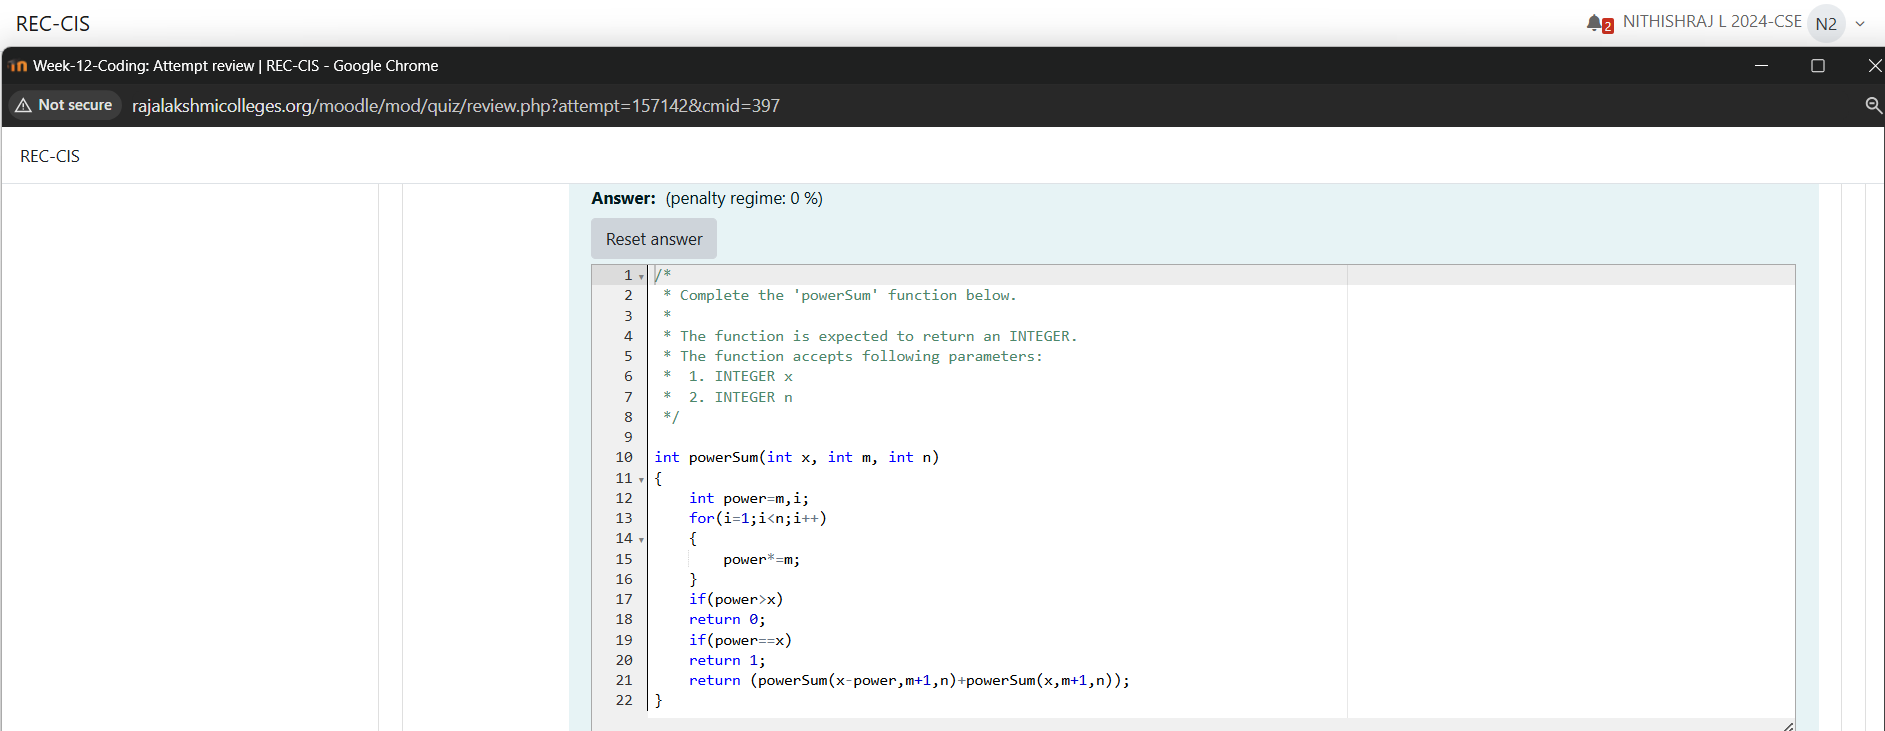 REC-CIS
2 NITHISHRAJ L 2024-CSE N2
Week-12-Coding: Attempt review | REC-CIS - Google Chrome
Not secure rajalakshmicolleges.org/moodle/mod/quiz/review.php?attempt=157142&cmid=397
REC-CIS
Answer: (penalty regime: 0 %)
Reset answer
1 /*
2 * Complete the 'powerSum' function below.
3 *
4 * The function is expected to return an INTEGER.
5 * The function accepts following parameters:
6 * 1. INTEGER x
7 * 2. INTEGER n
8 */
9
10 int powerSum(int x, int m, int n)
11 {
12 int power=m,i;
13 for(i=1;i<n;i++)
14 {
15 power*=m;
16 }
17 if(power>x)
18 return 0;
19 if(power==x)
20 return 1;
21 return (powerSum(x-power,m+1,n)+powerSum(x,m+1,n));
22 }